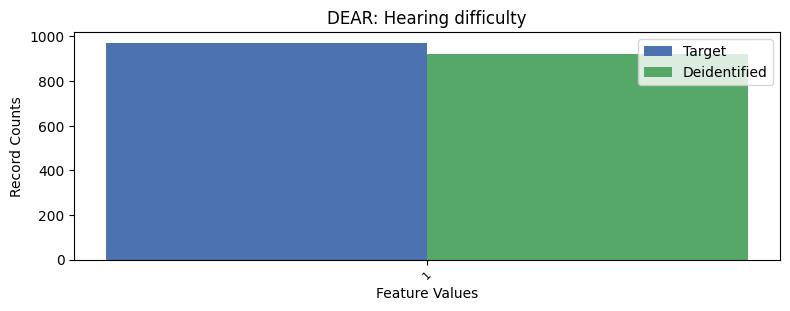 DEAR: Hearing difficulty
1000
800
600
400
200
0
Record Counts
Target
Deidentified
1
Feature Values